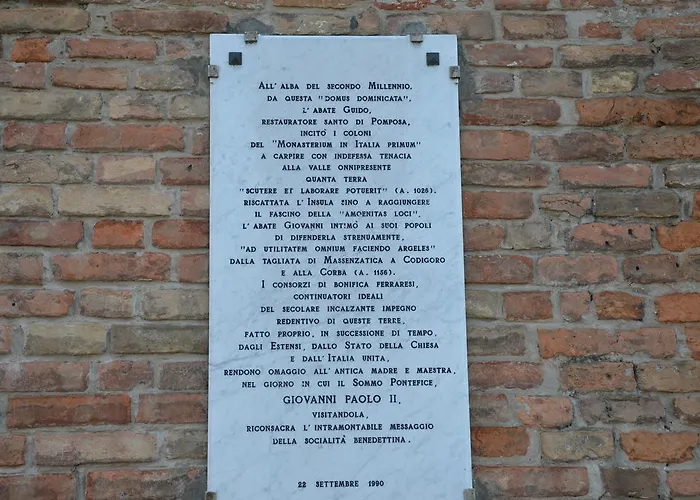 All'alba del secondo Millennio,
da questa "domus dominicata",
l'abate Guido,
restauratore santo di Pomposa,
incitò i coloni
del "Monasterium in Italia primum"
a carpire con indefessa tenacia
alla valle onnipresente
quanta terra
"scutere et laborare potuerit" (a. 1026).
riscattata l'Insula sino a raggiungere
il fascino della "amoenitas loci",
l'abate Giovanni intimò ai suoi popoli
di difenderla strenuamente,
"ad utilitatem omnium faciendo argeles"
dalla tagliata di Massenzatica a Codigoro
e alla Corba (a. 1156).
I consorzi di bonifica ferraresi,
continuatori ideali
del secolare incalzante impegno
redentivo di queste terre,
fatto proprio, in successione di tempo,
dagli Estensi, dallo Stato della Chiesa
e dall'Italia unita,
rendono omaggio all'antica madre e maestra,
nel giorno in cui il Sommo Pontefice,
GIOVANNI PAOLO II,
visitandola,
riconsacra l'intramontabile messaggio
della socialità benedettina.
22 settembre 1990